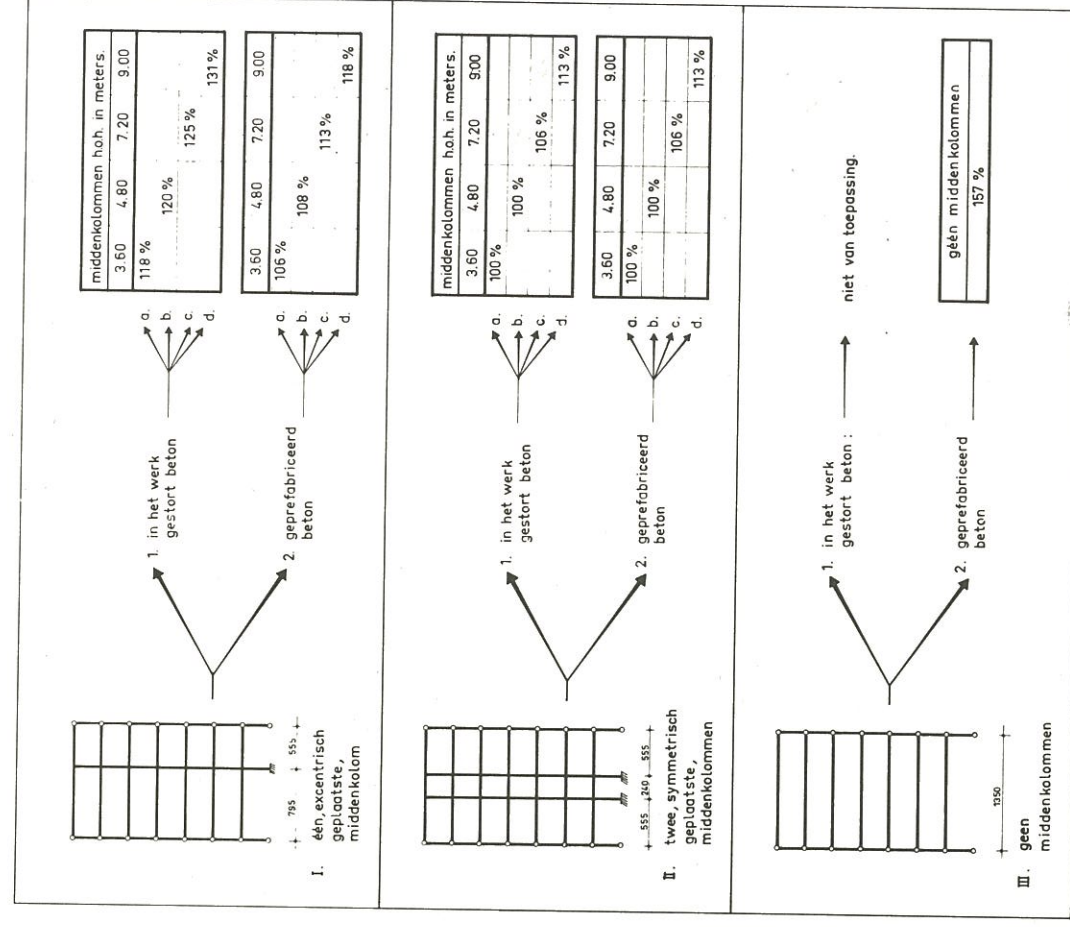 I.
één, excentrisch
geplaatste,
middenkolom
795
555
1. in het werk
gestort beton
a.
b.
c.
d.
middenkolommen h.o.h. in meters.
3.60 4.80 7.20 9.00
118 %
120 %
125 %
131 %
2. geprefabriceerd
beton
a.
b.
c.
d.
3.60 4.80 7.20 9.00
106 %
108 %
113 %
118 %
II.
twee, symmetrisch
geplaatste,
middenkolommen
555 240 555
1. in het werk
gestort beton
a.
b.
c.
d.
middenkolommen h.o.h. in meters.
3.60 4.80 7.20 9.00
100 %
100 %
106 %
113 %
2. geprefabriceerd
beton
a.
b.
c.
d.
3.60 4.80 7.20 9.00
100 %
100 %
106 %
113 %
III.
geen
middenkolommen
1350
1. in het werk
gestort beton :
niet van toepassing.
2. geprefabriceerd
beton
géén middenkolommen
157 %